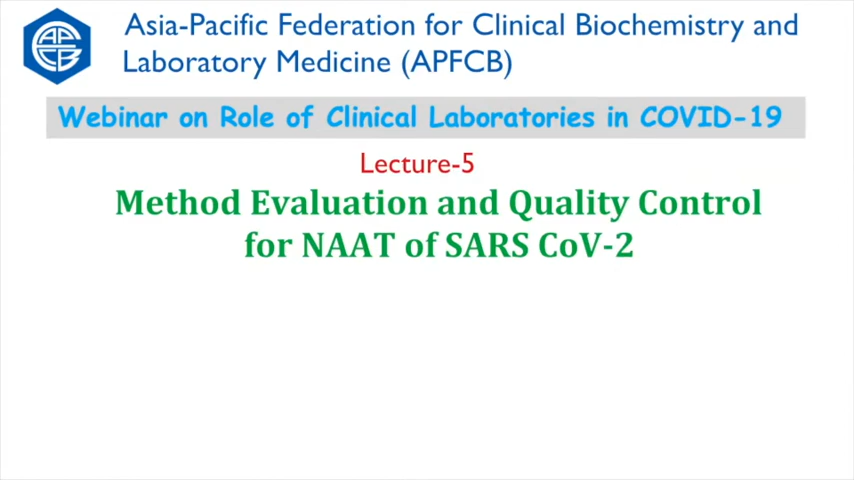 Asia-Pacific Federation for Clinical Biochemistry and
Laboratory Medicine (APFCB)
Webinar on Role of Clinical Laboratories in COVID-19
Lecture-5
Method Evaluation and Quality Control
for NAAT of SARS CoV-2